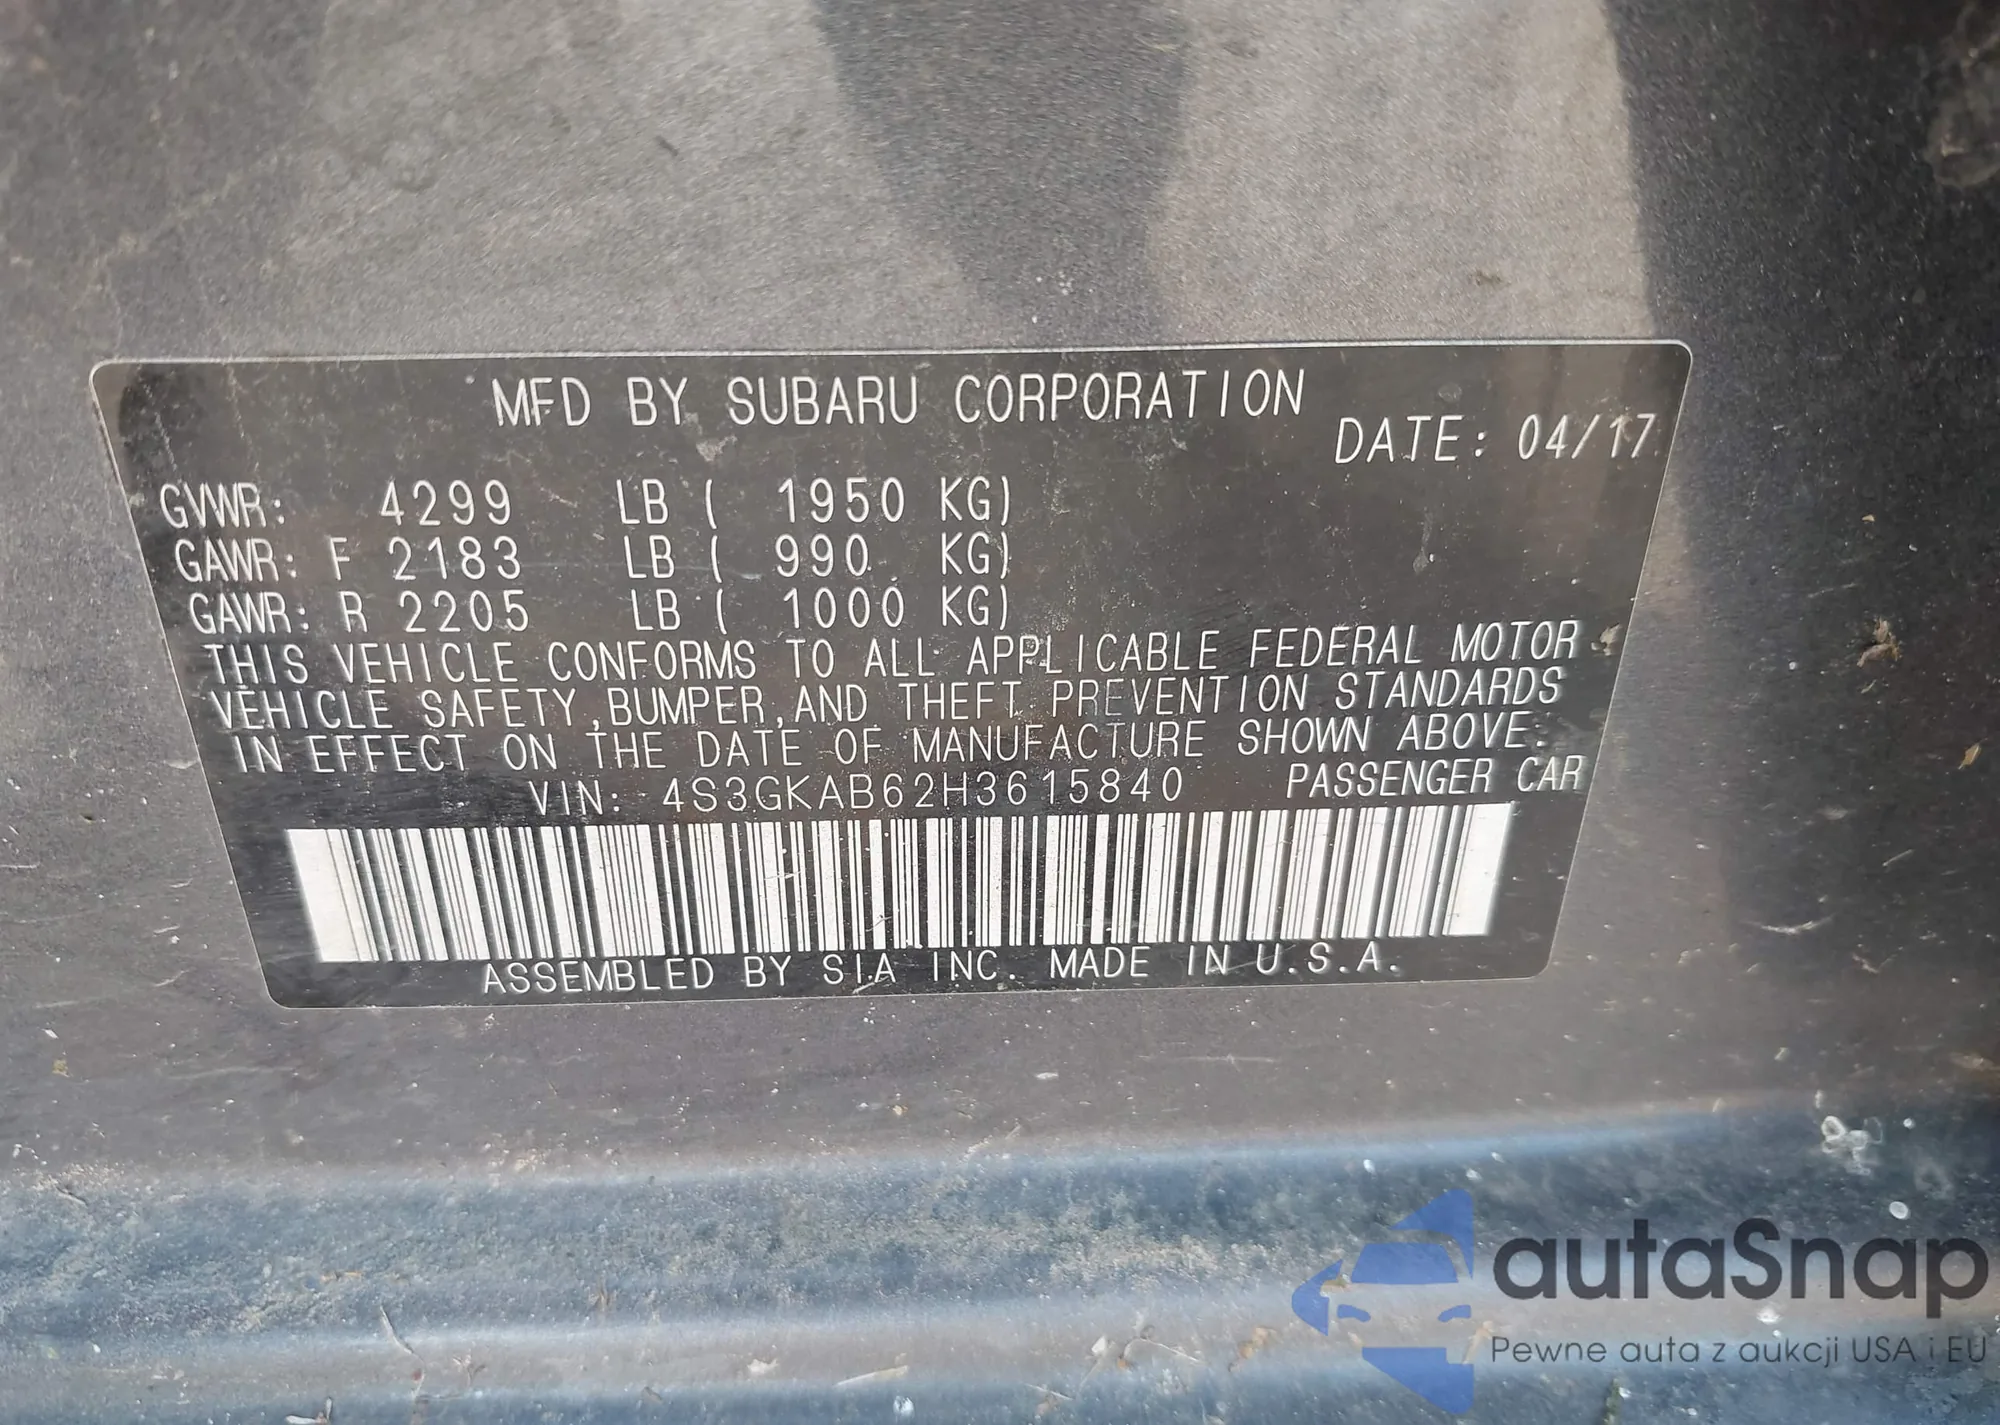 MFD BY SUBARU CORPORATION
DATE: 04/17
GVWR: 4299 LB ( 1950 KG)
GAWR: F 2183 LB ( 990 KG)
GAWR: R 2205 LB ( 1000 KG)
THIS VEHICLE CONFORMS TO ALL APPLICABLE FEDERAL MOTOR
VEHICLE SAFETY,BUMPER,AND THEFT PREVENTION STANDARDS
IN EFFECT ON THE DATE OF MANUFACTURE SHOWN ABOVE.
VIN: 4S3GKAB62H3615840 PASSENGER CAR
ASSEMBLED BY SIA INC. MADE IN U.S.A.
autaSnap
Pewne auta z aukcji USA i EU